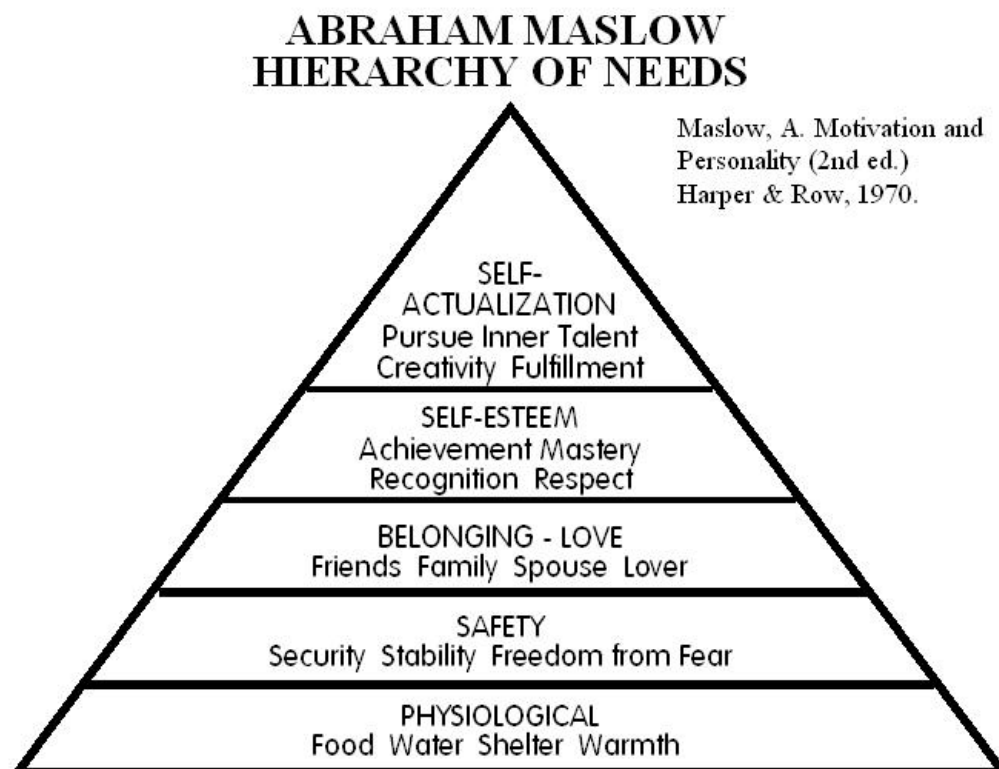 ABRAHAM MASLOW
HIERARCHY OF NEEDS
Maslow, A. Motivation and
Personality (2nd ed.)
Harper & Row, 1970.
SELF-
ACTUALIZATION
Pursue Inner Talent
Creativity Fulfillment
SELF-ESTEEM
Achievement Mastery
Recognition Respect
BELONGING - LOVE
Friends Family Spouse Lover
SAFETY
Security Stability Freedom from Fear
PHYSIOLOGICAL
Food Water Shelter Warmth